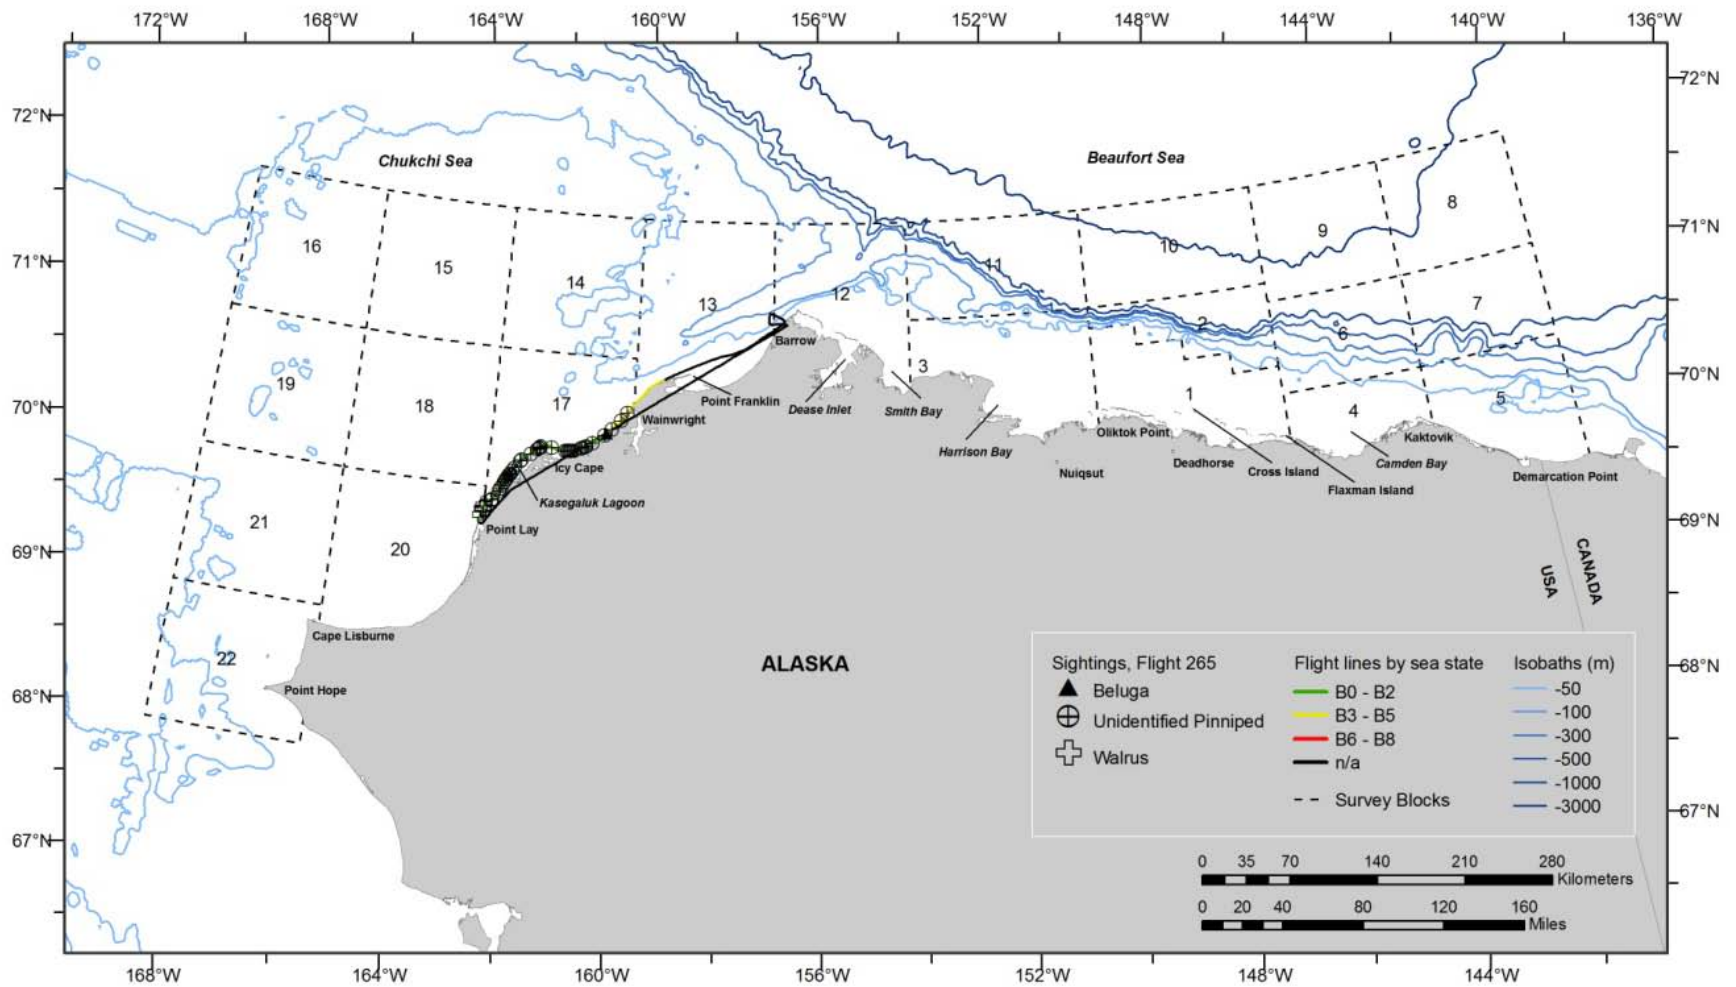 172°W 168°W 164°W 160°W 156°W 152°W 148°W 144°W 140°W 136°W
72°N
72°N
Chukchi Sea
Beaufort Sea
8
9
71°N
16
10
15
11
71°N
14
12
13
7
2
6
Barrow
3
70°N
19
1
5
70°N
18
17
Point Franklin
Dease Inlet
Smith Bay
4
Wainwright
Oliktok Point
Kaktovik
Harrison Bay
Deadhorse
Camden Bay
Icy Cape
Nuiqsut
Cross Island
Demarcation Point
Flaxman Island
Kasegaluk Lagoon
21
Point Lay
69°N
20
69°N
CANADA
USA
Cape Lisburne
22
ALASKA
Sightings, Flight 265
Beluga
Unidentified Pinniped
Walrus
Flight lines by sea state
B0 - B2
B3 - B5
B6 - B8
n/a
Survey Blocks
Isobaths (m)
-50
-100
-300
-500
-1000
-3000
68°N
Point Hope
68°N
67°N
67°N
0 35 70 140 210 280
Kilometers
0 20 40 80 120 160
Miles
168°W 164°W 160°W 156°W 152°W 148°W 144°W